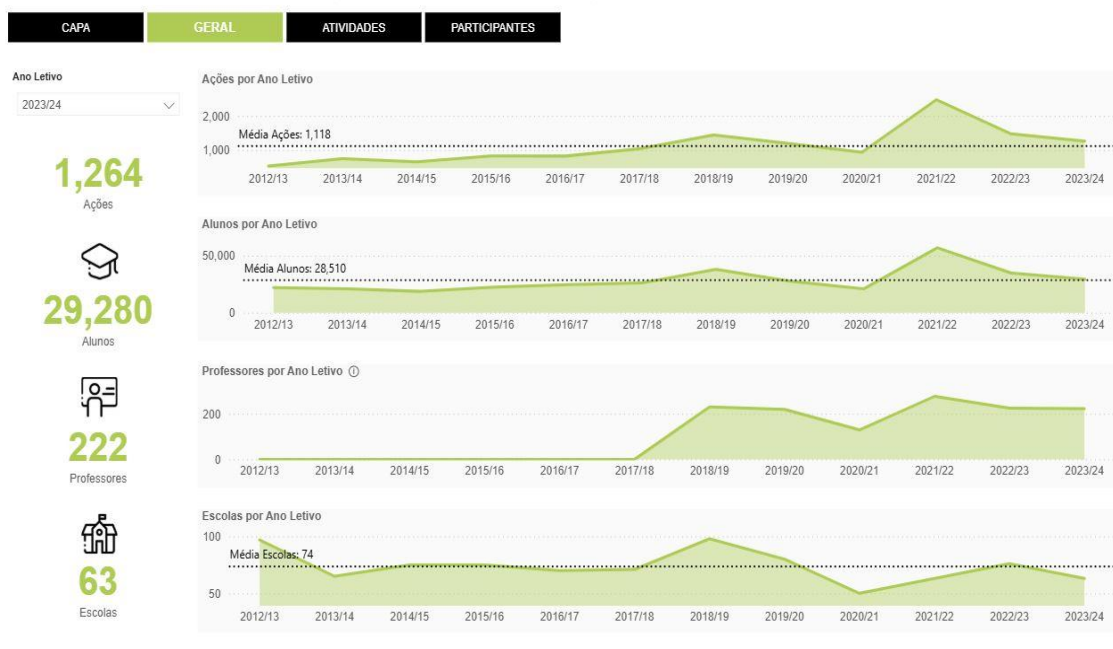 CAPA GERAL ATIVIDADES PARTICIPANTES
Ano Letivo
2023/24
1,264
Ações
29,280
Alunos
222
Professores
63
Escolas
Ações por Ano Letivo
2,000
Média Ações: 1,118
1,000
2012/13 2013/14 2014/15 2015/16 2016/17 2017/18 2018/19 2019/20 2020/21 2021/22 2022/23 2023/24
Alunos por Ano Letivo
50,000
Média Alunos: 28,510
0
2012/13 2013/14 2014/15 2015/16 2016/17 2017/18 2018/19 2019/20 2020/21 2021/22 2022/23 2023/24
Professores por Ano Letivo
200
0
2012/13 2013/14 2014/15 2015/16 2016/17 2017/18 2018/19 2019/20 2020/21 2021/22 2022/23 2023/24
Escolas por Ano Letivo
100
Média Escolas: 74
50
2012/13 2013/14 2014/15 2015/16 2016/17 2017/18 2018/19 2019/20 2020/21 2021/22 2022/23 2023/24